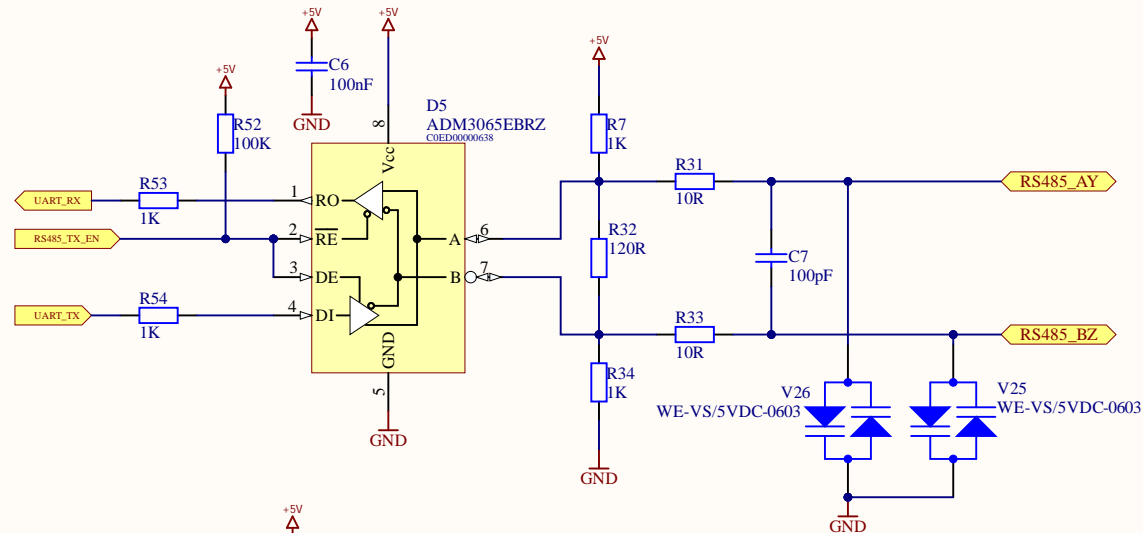 +5V
+5V
C6
100nF
GND
+5V
R52
100K
D5
ADM3065EBRZ
C0ED00000638
+5V
R7
1K
8
Vcc
UART_RX
R53
1K
1
RO
RS485_TX_EN
2
RE
3
DE
UART_TX
R54
1K
4
DI
A
6
B
7
GND
5
GND
R31
10R
R32
120R
R33
10R
R34
1K
GND
C7
100pF
RS485_AY
RS485_BZ
V26
WE-VS/5VDC-0603
V25
WE-VS/5VDC-0603
GND
+5V